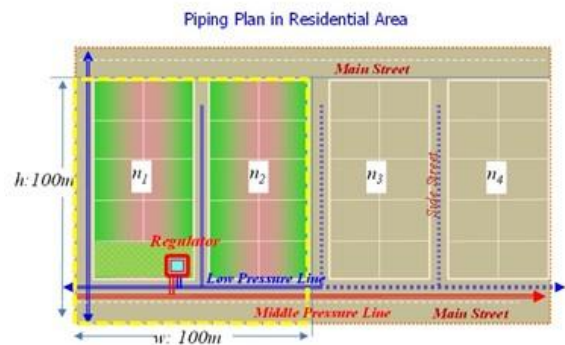 Piping Plan in Residential Area
Main Street
h:100m
n1
n2
n3
n4
Side Street
Regulator
Low Pressure Line
Middle Pressure Line
Main Street
w: 100m